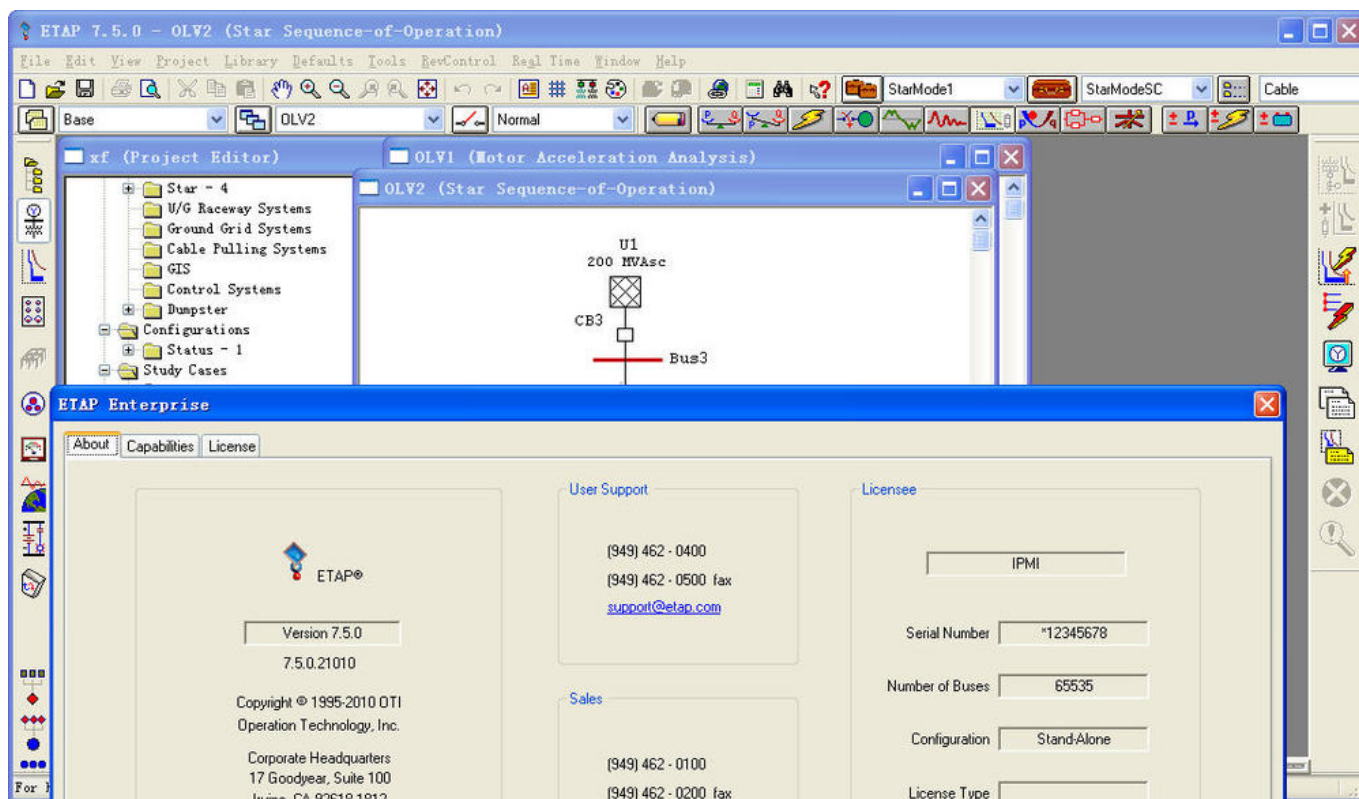 ETAP 7.5.0 - OLV2 (Star Sequence-of-Operation)
File Edit View Project Library Defaults Tools RevControl Real Time Window Help
StarMode1 StarModeSC Cable
Base OLV2 Normal
xf (Project Editor)
OLV1 (Motor Acceleration Analysis)
OLV2 (Star Sequence-of-Operation)
Star - 4
U/G Raceway Systems
Ground Grid Systems
Cable Pulling Systems
GIS
Control Systems
Dumpster
Configurations
Status - 1
Study Cases
U1
200 MVAsc
CB3
Bus3
ETAP Enterprise
About Capabilities License
ETAP®
Version 7.5.0
7.5.0.21010
Copyright © 1995-2010 OTI
Operation Technology, Inc.
Corporate Headquarters
17 Goodyear, Suite 100
Irvine, CA 92618-1812
User Support
(949) 462 - 0400
(949) 462 - 0500 fax
support@etap.com
Sales
(949) 462 - 0100
(949) 462 - 0200 fax
Licensee
IPMI
Serial Number *12345678
Number of Buses 65535
Configuration Stand-Alone
License Type
For